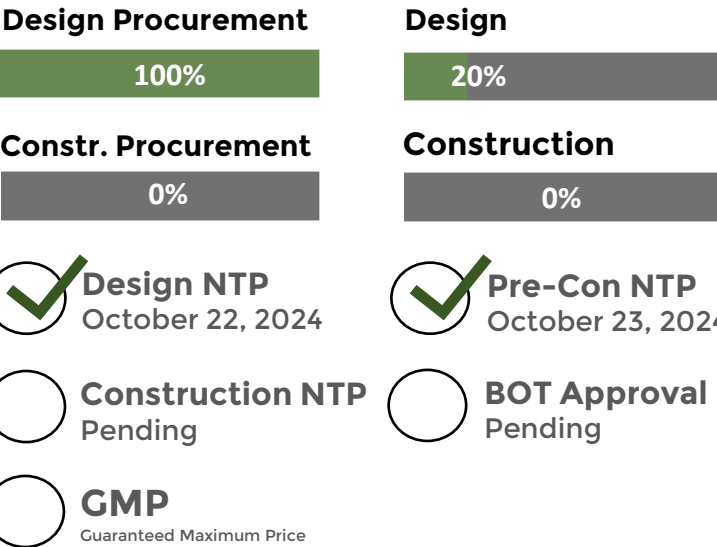 Design Procurement
Design
100%
20%
Constr. Procurement
Construction
0%
0%
Design NTP
October 22, 2024
Pre-Con NTP
October 23, 2024
Construction NTP
Pending
BOT Approval
Pending
GMP
Guaranteed Maximum Price